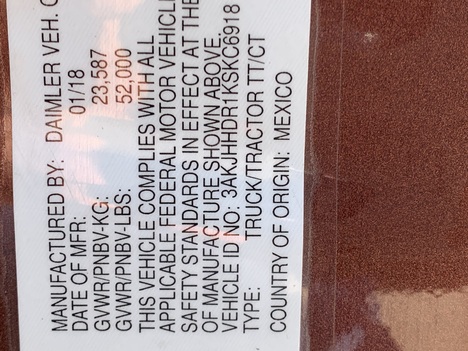 MANUFACTURED BY: DAIMLER VEH. C
DATE OF MFR: 01/18
GVWR/PNBV-KG: 23,587
GVWR/PNBV-LBS: 52,000
THIS VEHICLE COMPLIES WITH ALL
APPLICABLE FEDERAL MOTOR VEHICL
SAFETY STANDARDS IN EFFECT AT THE
OF MANUFACTURE SHOWN ABOVE.
VEHICLE ID NO: 3AKJHHDR1KSKC6918
TYPE: TRUCK/TRACTOR TT/CT
COUNTRY OF ORIGIN: MEXICO